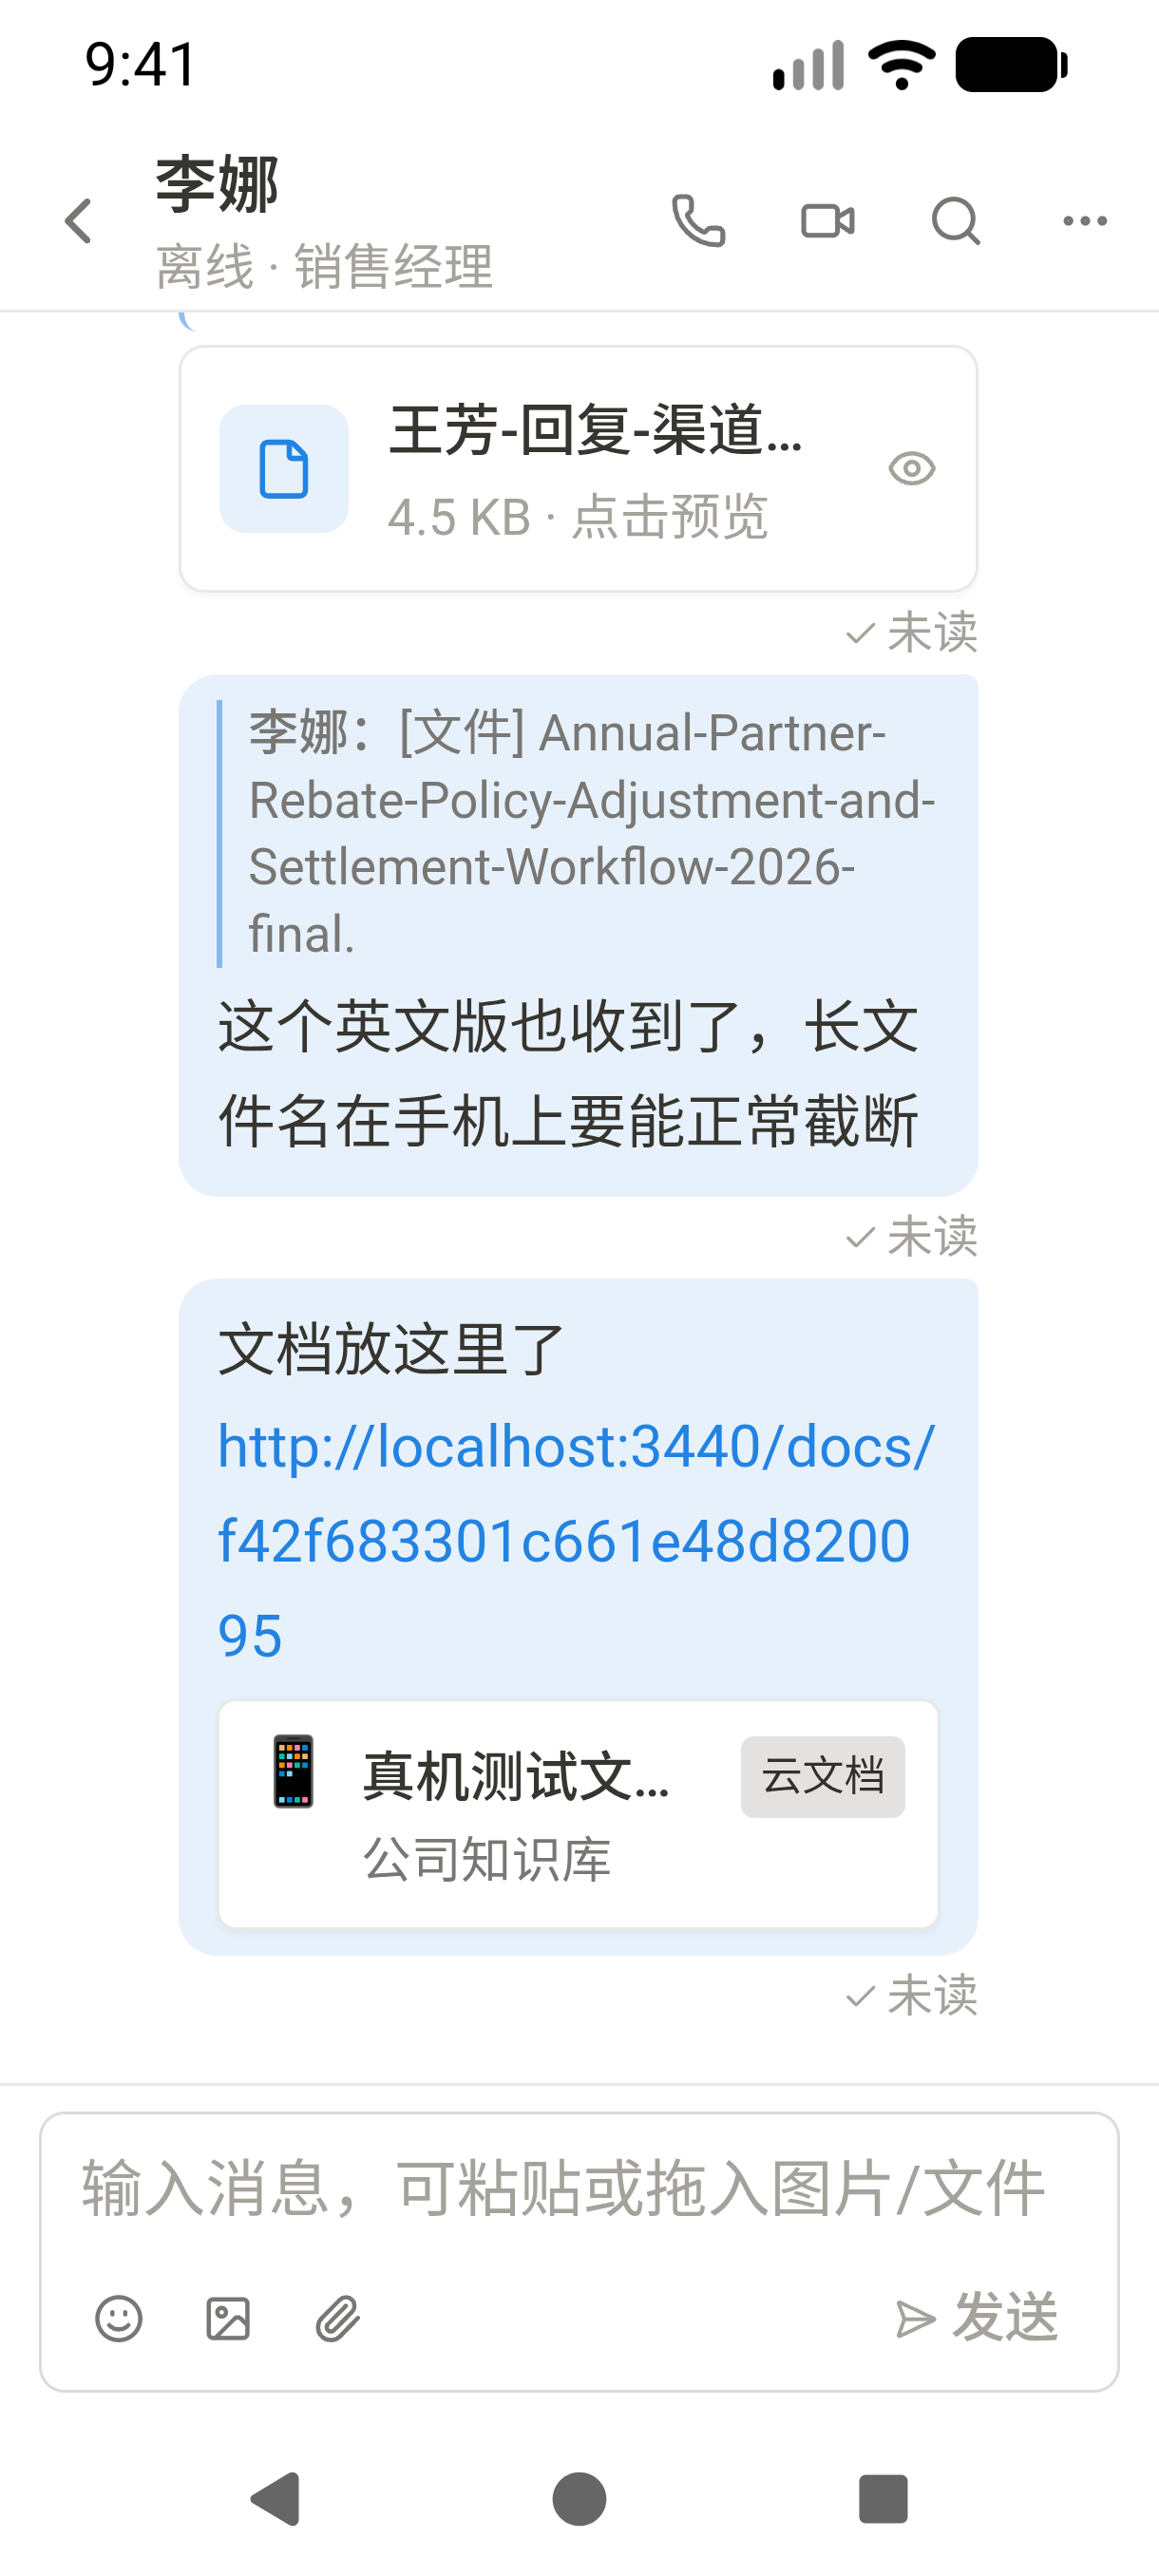 9:41
李娜
离线 · 销售经理
王芳-回复-渠道...
4.5 KB · 点击预览
未读
李娜：[文件] Annual-Partner-
Rebate-Policy-Adjustment-and-
Settlement-Workflow-2026-
final.
这个英文版也收到了，长文
件名在手机上要能正常截断
未读
文档放这里了
http://localhost:3440/docs/
f42f683301c661e48d8200
95
真机测试文...
云文档
公司知识库
未读
输入消息，可粘贴或拖入图片/文件
发送